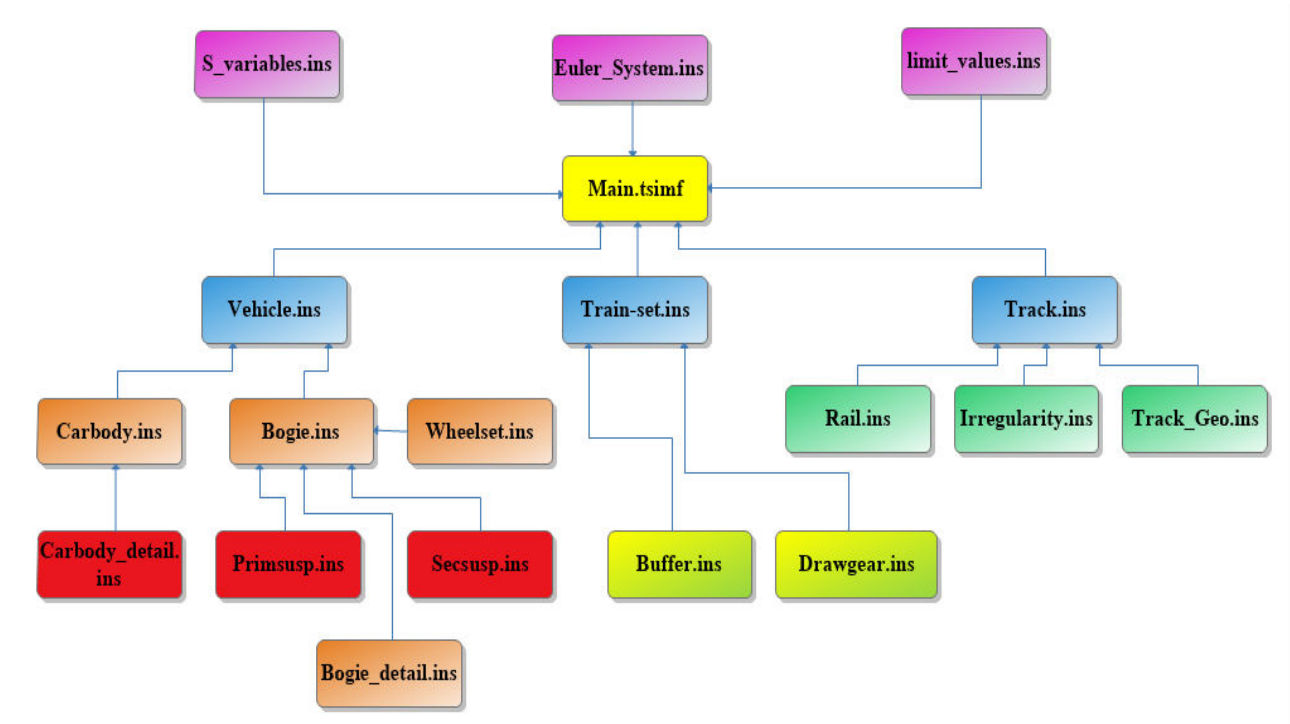 S_variables.ins
Euler_System.ins
limit_values.ins
Main.tsimf
Vehicle.ins
Train-set.ins
Track.ins
Carbody.ins
Bogie.ins
Wheelset.ins
Rail.ins
Irregularity.ins
Track_Geo.ins
Carbody_detail.
ins
Primsusp.ins
Secsusp.ins
Buffer.ins
Drawgear.ins
Bogie_detail.ins